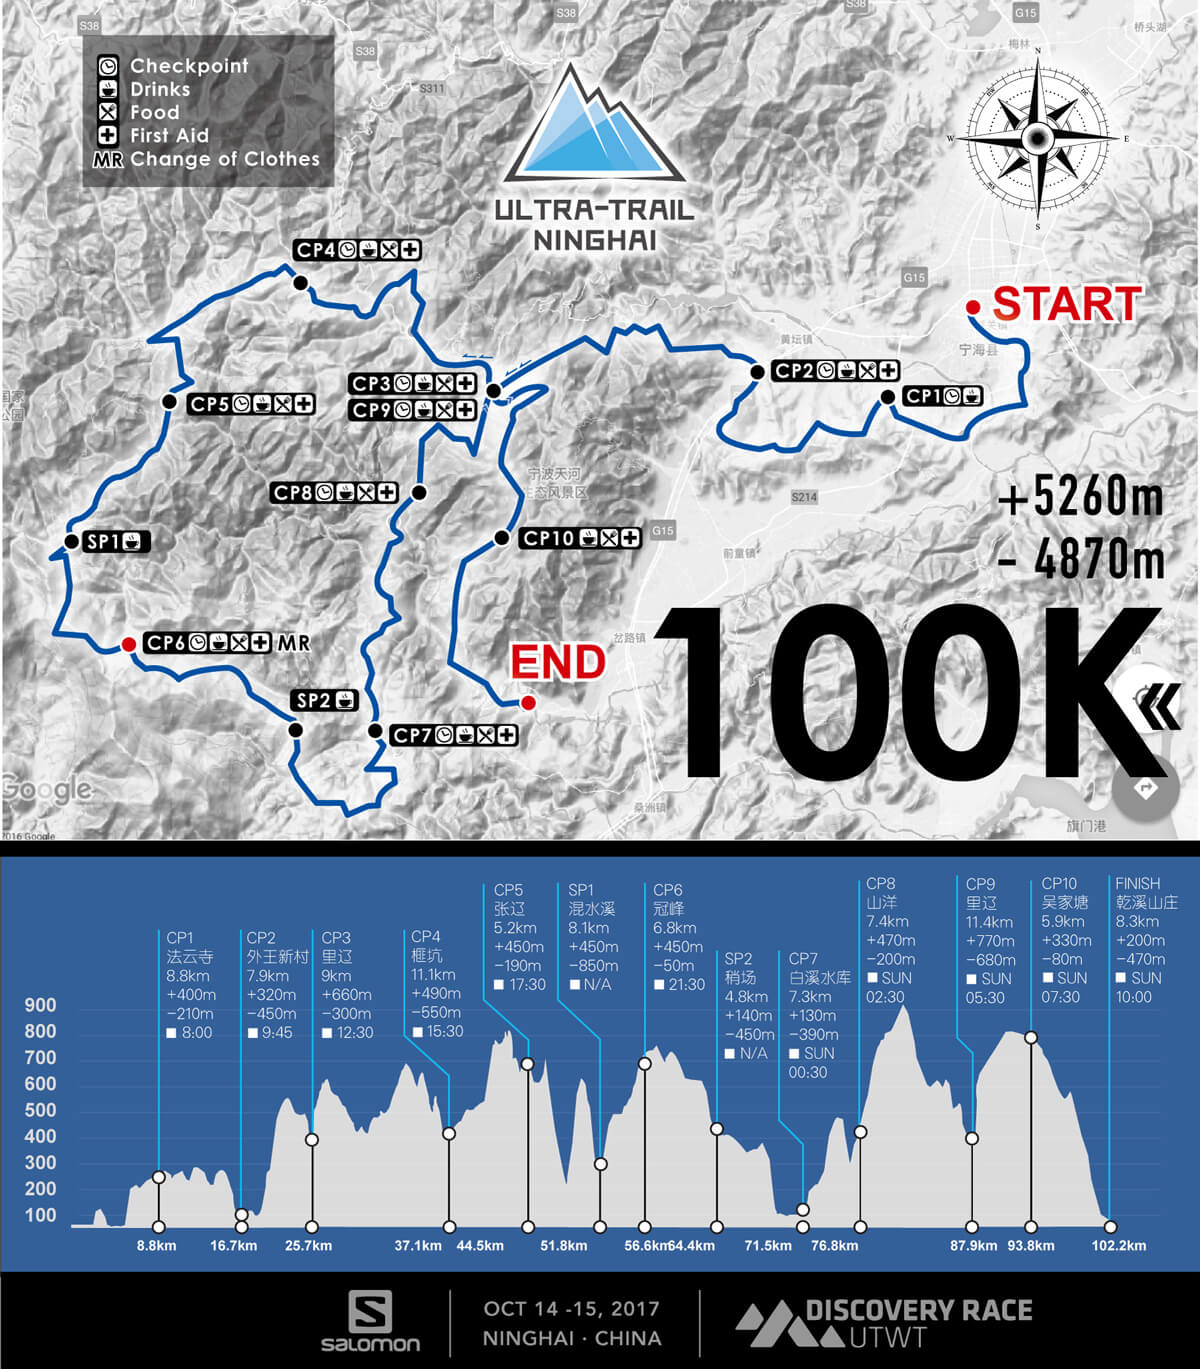 S38
S38
S38
G15
桥头湖
梅林
S38
S311
Checkpoint
Drinks
Food
First Aid
MR Change of Clothes
N
W
E
S
ULTRA-TRAIL
NINGHAI
CP4
G15
START
黄坛镇
宁海县
CP3
CP2
国家
公园
CP5
CP9
CP1
宁波天河
生态风景区
CP8
S214
+5260m
SP1
CP10
G15
前童镇
- 4870m
CP6 MR
岔路镇
END
100K
SP2
CP7
Google
桑洲镇
旗门港
2016 Google
CP1
法云寺
8.8km
+400m
-210m
8:00
CP2
外王新村
7.9km
+320m
-450m
9:45
CP3
里辽
9km
+660m
-300m
12:30
CP4
榧坑
11.1km
+490m
-550m
15:30
CP5
张辽
5.2km
+450m
-190m
17:30
SP1
混水溪
8.1km
+450m
-850m
N/A
CP6
冠峰
6.8km
+450m
-50m
21:30
SP2
稍场
4.8km
+140m
-450m
N/A
CP7
白溪水库
7.3km
+130m
-390m
SUN
00:30
CP8
山洋
7.4km
+470m
-200m
SUN
02:30
CP9
里辽
11.4km
+770m
-680m
SUN
05:30
CP10
吴家塘
5.9km
+330m
-80m
SUN
07:30
FINISH
乾溪山庄
8.3km
+200m
-470m
SUN
10:00
900
800
700
600
500
400
300
200
100
8.8km 16.7km 25.7km 37.1km 44.5km 51.8km 56.6km 64.4km 71.5km 76.8km 87.9km 93.8km 102.2km
S
salomon
OCT 14 -15, 2017
NINGHAI · CHINA
DISCOVERY RACE
UTWT